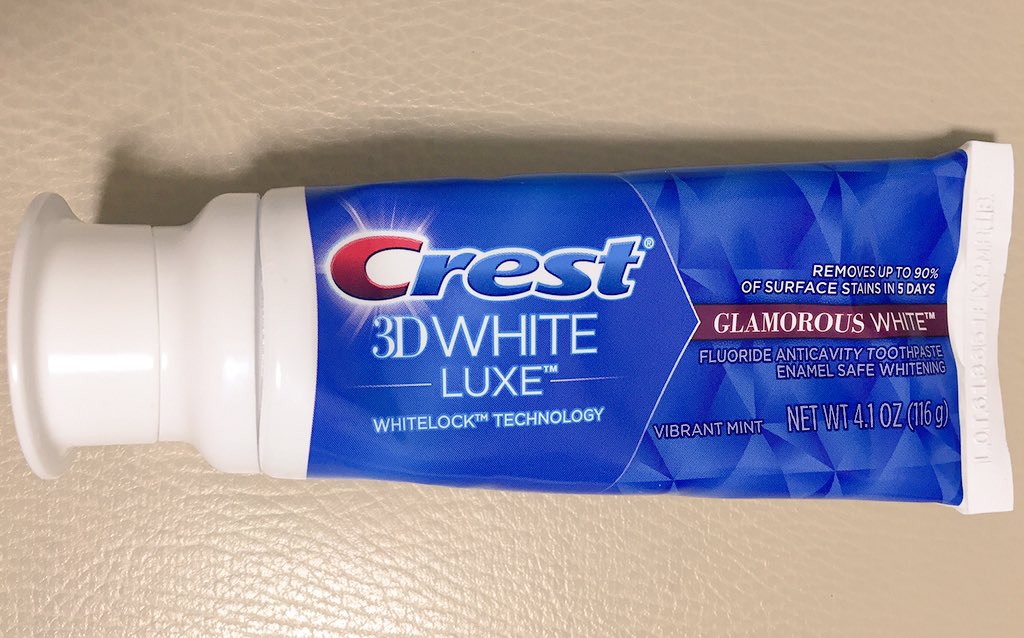 Crest®
3D WHITE
LUXE™
WHITELOCK™ TECHNOLOGY
REMOVES UP TO 90%
OF SURFACE STAINS IN 5 DAYS
GLAMOROUS WHITE™
FLUORIDE ANTICAVITY TOOTHPASTE
ENAMEL SAFE WHITENING
VIBRANT MINT NET WT 4.1 OZ (116 g)